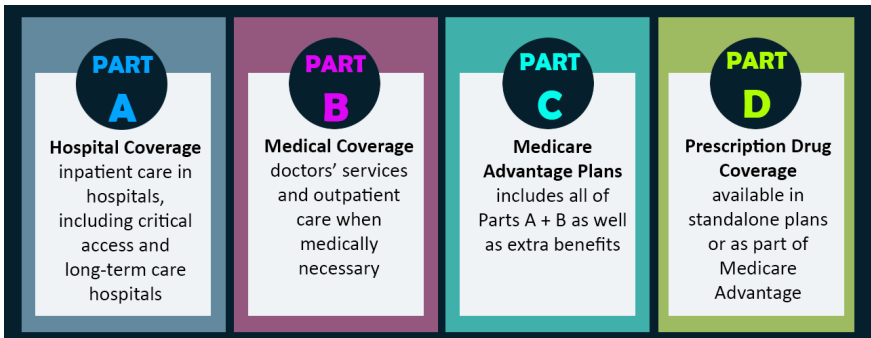 PART
A
Hospital Coverage
inpatient care in
hospitals,
including critical
access and
long-term care
hospitals
PART
B
Medical Coverage
doctors’ services
and outpatient
care when
medically
necessary
PART
C
Medicare
Advantage Plans
includes all of
Parts A + B as well
as extra benefits
PART
D
Prescription Drug
Coverage
available in
standalone plans
or as part of
Medicare
Advantage